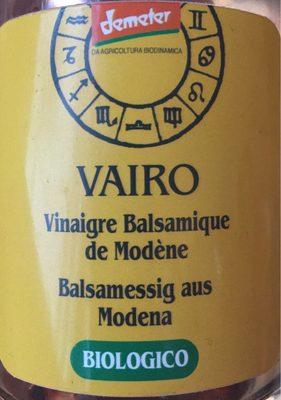 demeter
DA AGRICOLTURA BIODINAMICA
VAIRO
Vinaigre Balsamique
de Modène
Balsamessig aus
Modena
BIOLOGICO